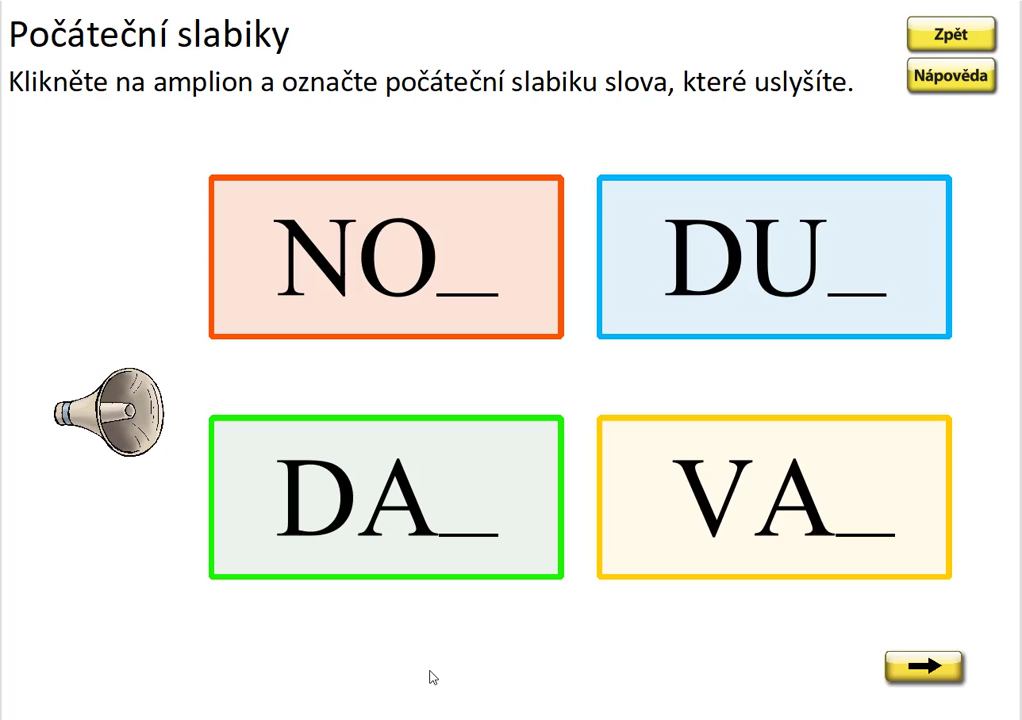 Počáteční slabiky
Zpět
Klikněte na amplion a označte počáteční slabiku slova, které uslyšíte.
Nápověda
NO_
DU_
DA_
VA_